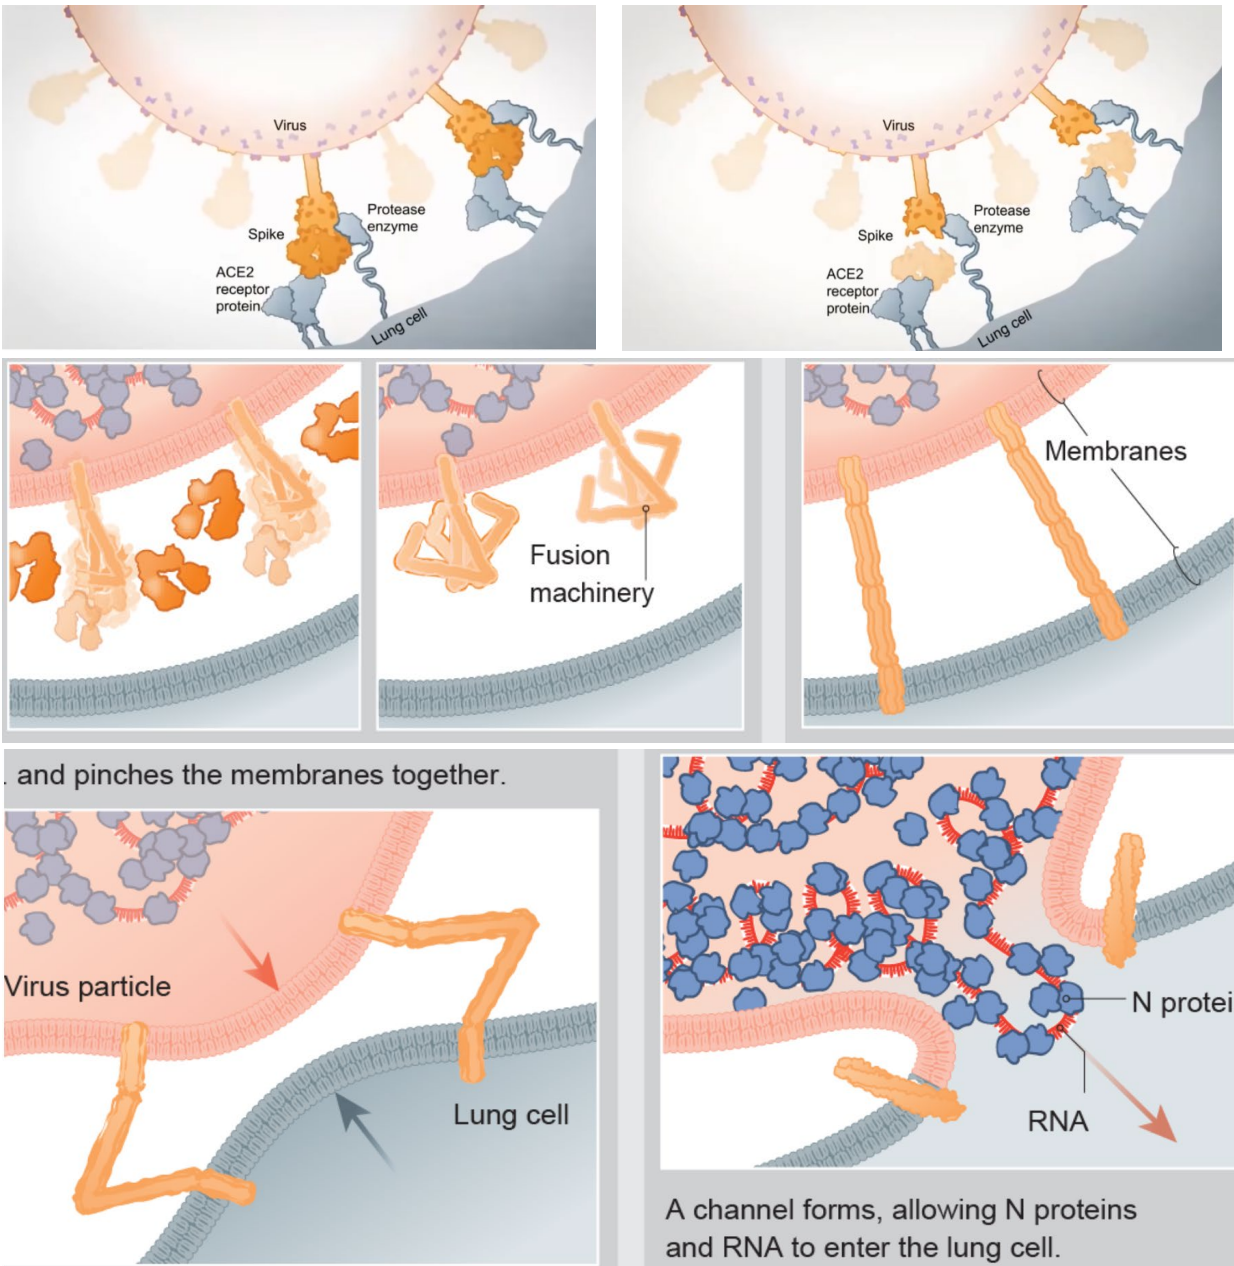 Virus
Protease
enzyme
Spike
ACE2
receptor
protein
Lung cell
Virus
Protease
enzyme
Spike
ACE2
receptor
protein
Lung cell
Fusion
machinery
Membranes
. and pinches the membranes together.
Virus particle
Lung cell
N protei
RNA
A channel forms, allowing N proteins
and RNA to enter the lung cell.